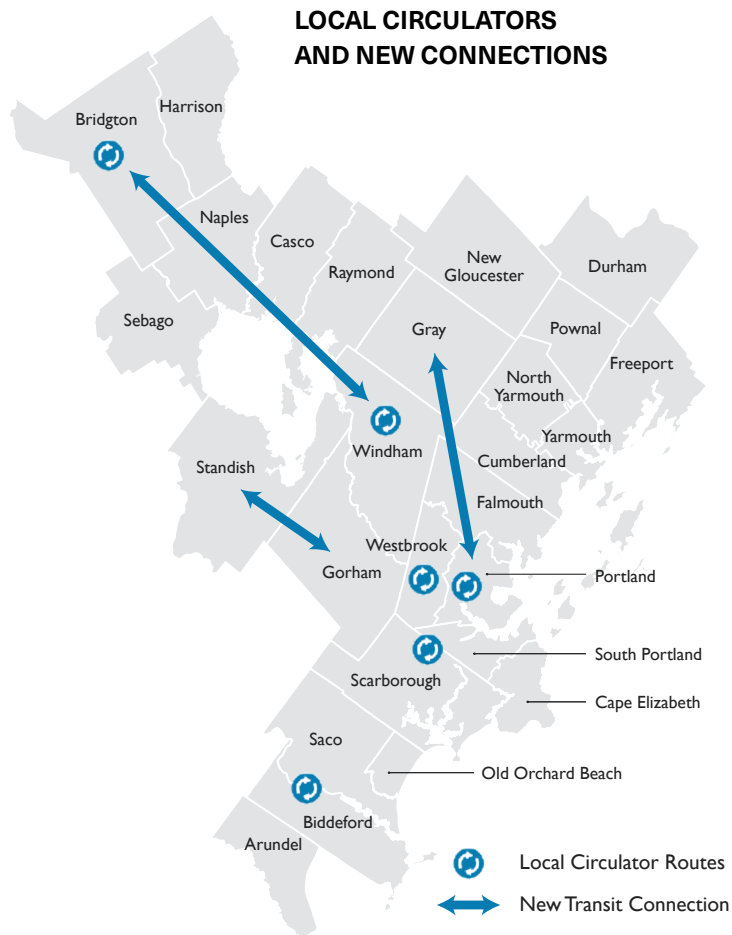 LOCAL CIRCULATORS
AND NEW CONNECTIONS
Harrison
Bridgton
Naples
Casco
Raymond
New
Gloucester
Durham
Sebago
Gray
Pownal
Freeport
North
Yarmouth
Yarmouth
Windham
Cumberland
Standish
Falmouth
Westbrook
Gorham
Portland
South Portland
Scarborough
Cape Elizabeth
Saco
Old Orchard Beach
Biddeford
Arundel
Local Circulator Routes
New Transit Connection